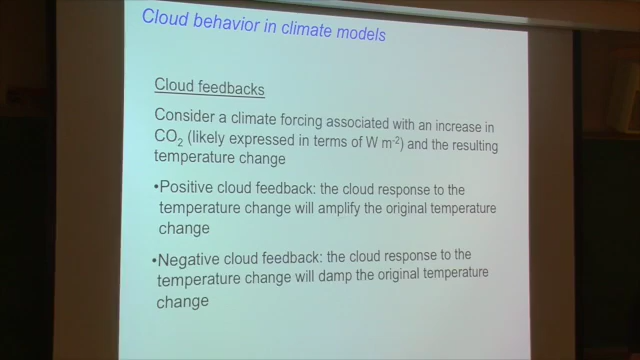 Cloud behavior in climate models
Cloud feedbacks
Consider a climate forcing associated with an increase in
CO₂ (likely expressed in terms of W m⁻²) and the resulting
temperature change
•Positive cloud feedback: the cloud response to the
temperature change will amplify the original temperature
change
•Negative cloud feedback: the cloud response to the
temperature change will damp the original temperature
change